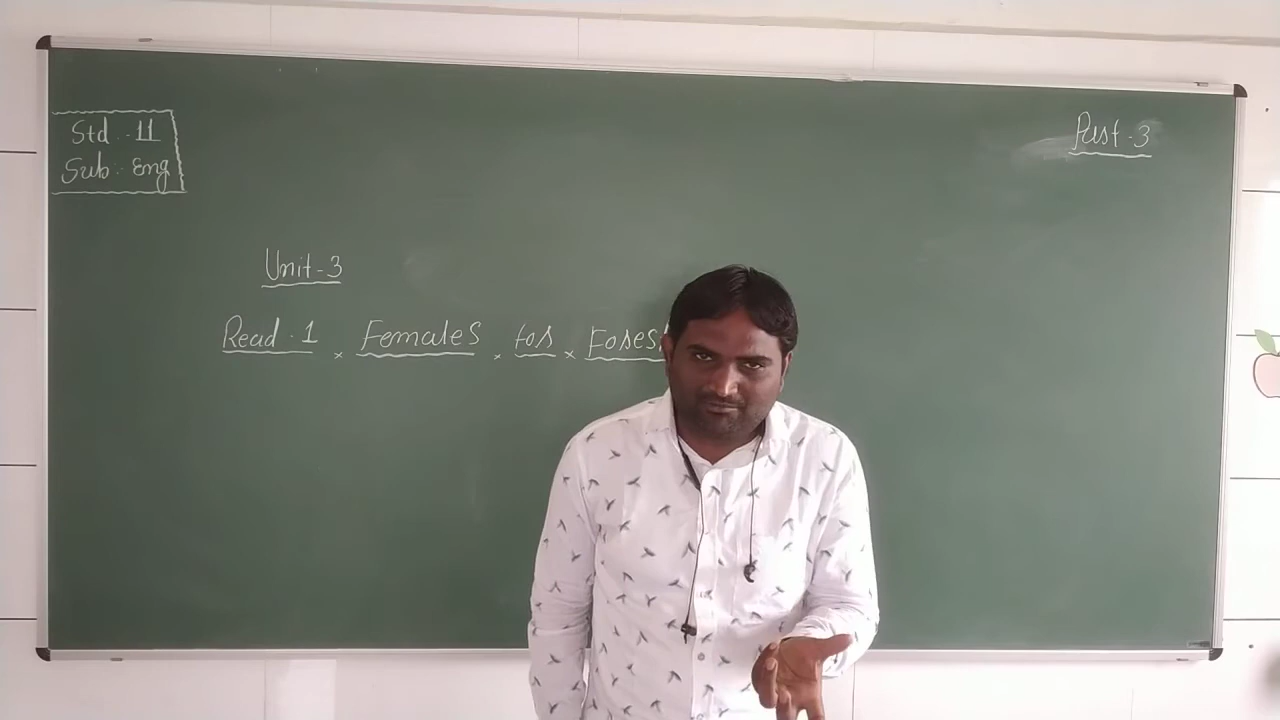 Std :- 11
Sub :- Eng
Part - 3
Unit - 3
Read . 1 Females for Fores